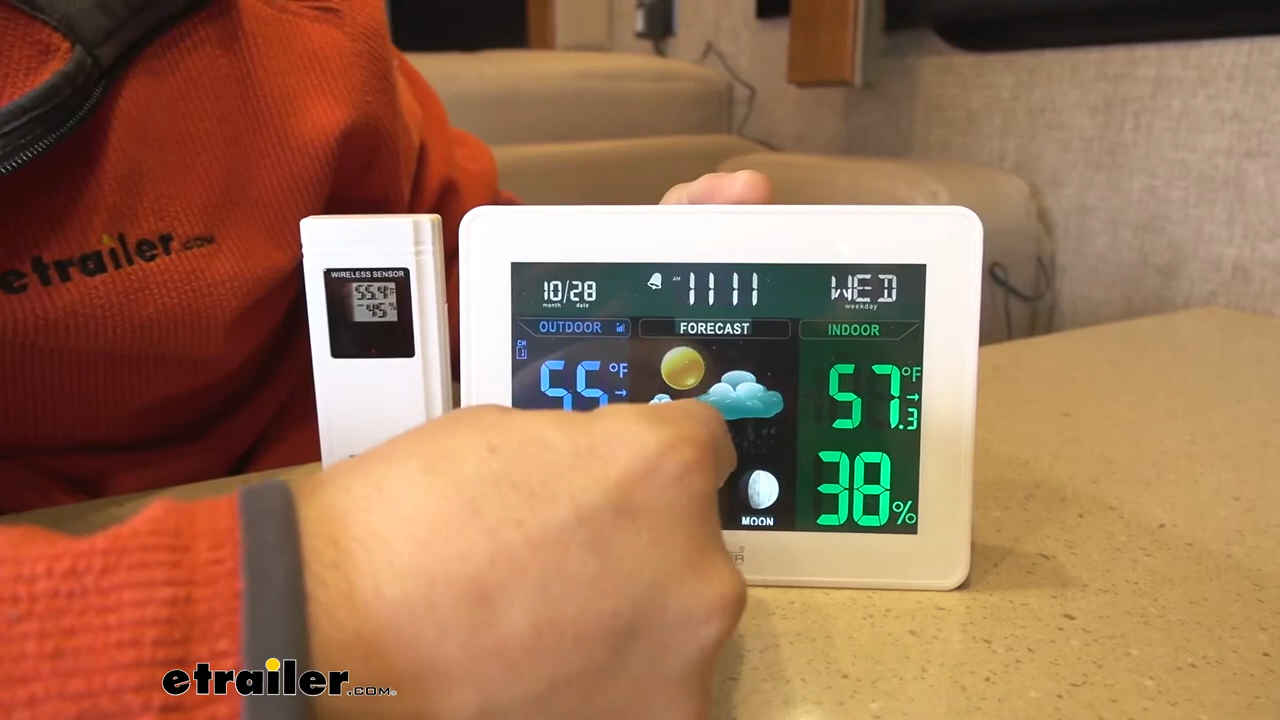 etrailer.com
WIRELESS SENSOR
55.4°F
45%
10/28
month date
AM 11 11
WED
weekday
OUTDOOR
FORECAST
INDOOR
CH
1
55 °F →
57.3 °F →
38%
MOON
etrailer.com